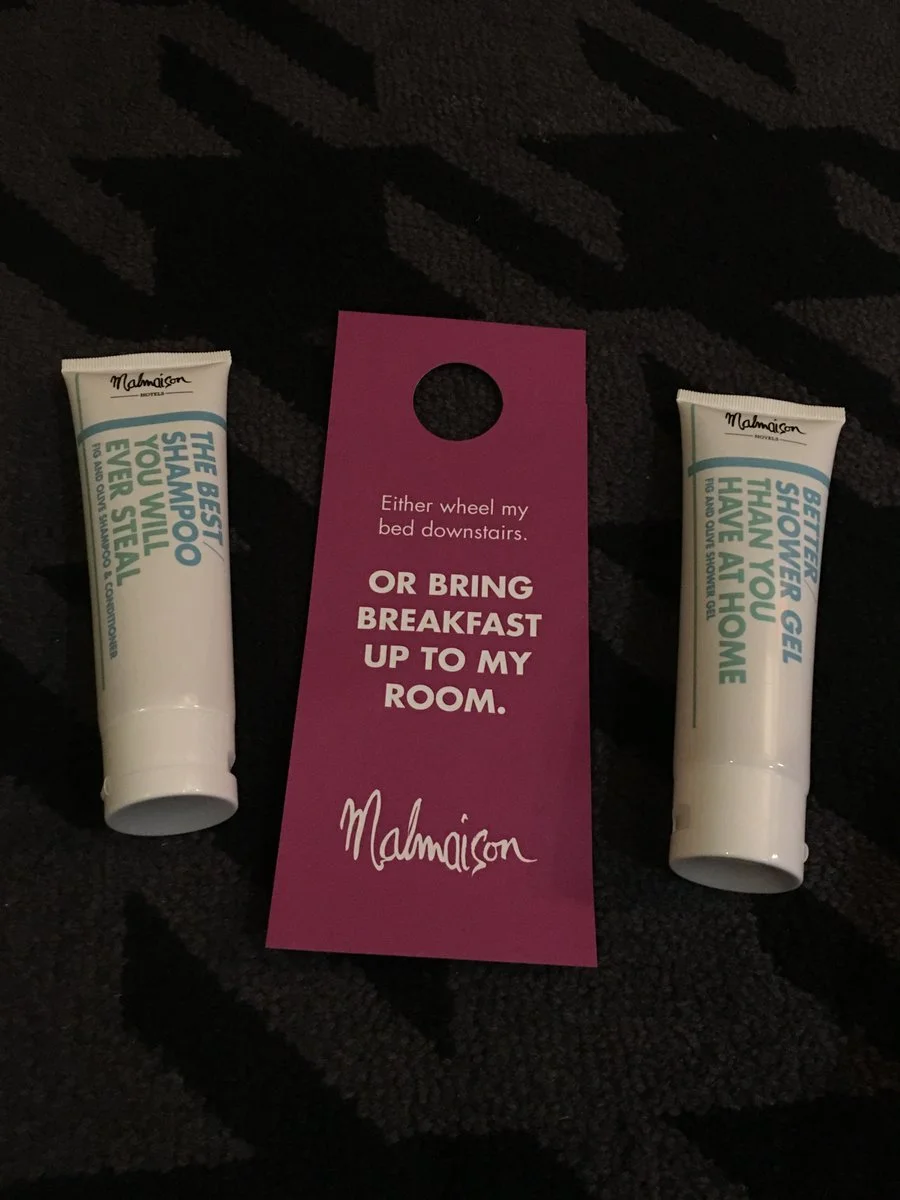 Malmaison
HOTELS
THE BEST/
SHAMPOO
YOU WILL
EVER STEAL
FIG AND OLIVE SHAMPOO & CONDITIONER
Either wheel my
bed downstairs.
OR BRING
BREAKFAST
UP TO MY
ROOM.
Malmaison
Malmaison
HOTELS
BETTER/
SHOWER GEL
THAN YOU
HAVE AT HOME
FIG AND OLIVE SHOWER GEL